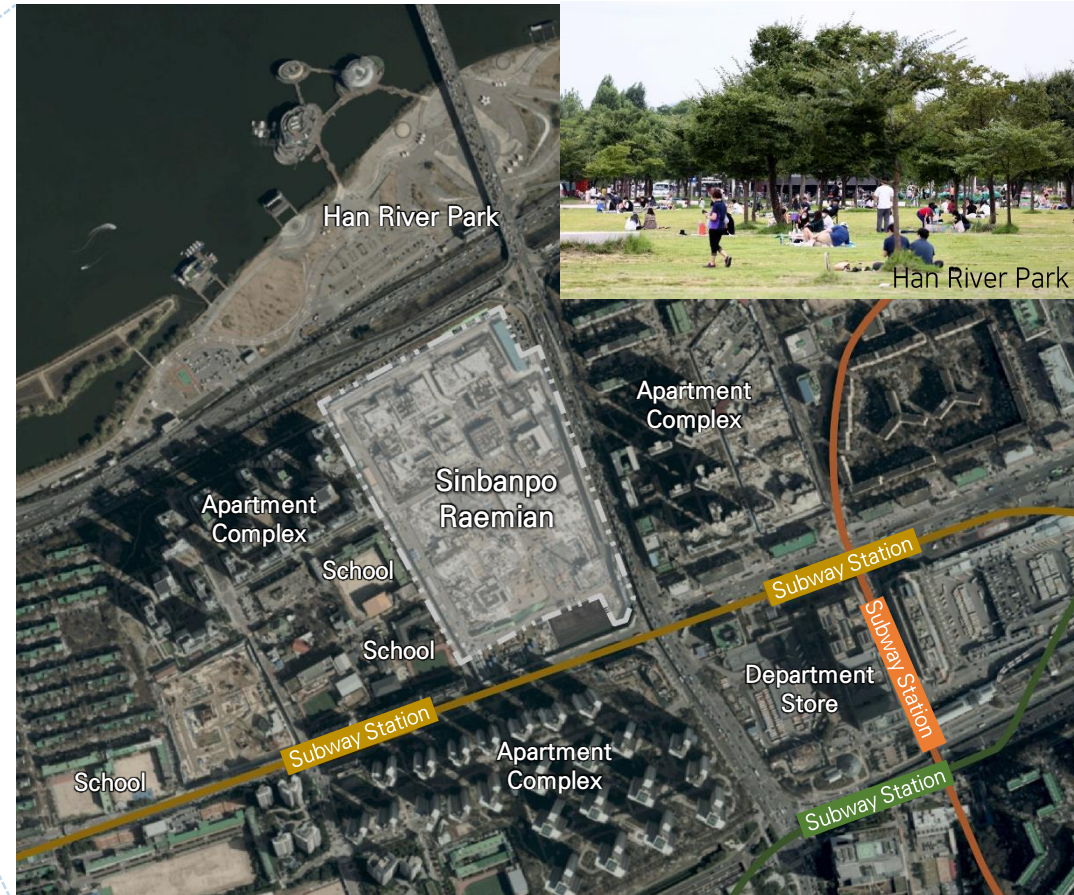 Han River Park
Han River Park
Apartment
Complex
Sinbanpo
Raemian
Apartment
Complex
School
Subway Station
School
Subway Station
Department
Store
Subway Station
Apartment
Complex
School
Subway Station